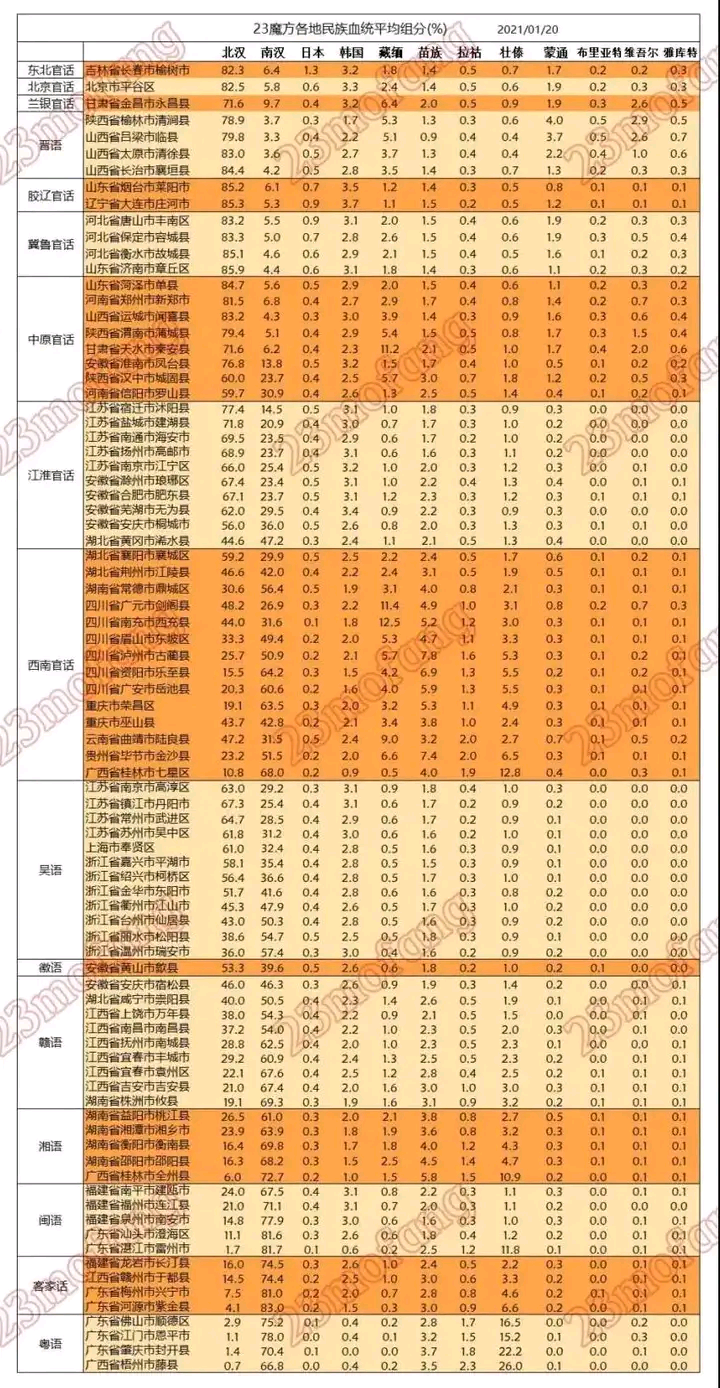 23魔方各地民族血统平均组分(%) 2021/01/20
北汉 南汉 日本 韩国 藏缅 苗族 拉祜 壮傣 蒙通 布里亚特 维吾尔 雅库特
东北官话 吉林省长春市榆树市 82.3 6.4 1.3 3.2 1.8 1.4 0.5 0.7 1.7 0.2 0.2 0.3
北京官话 北京市平谷区 82.5 5.8 0.6 3.3 2.4 1.4 0.5 0.6 1.9 0.2 0.3 0.3
兰银官话 甘肃省金昌市永昌县 71.6 9.7 0.4 3.2 6.4 2.0 0.5 0.9 1.9 0.3 2.6 0.5
陕西省榆林市清涧县 78.9 3.7 0.3 1.7 5.3 1.3 0.3 0.6 4.0 0.5 2.9 0.5
晋语 山西省吕梁市临县 79.8 3.3 0.4 2.2 5.1 0.9 0.4 0.4 3.7 0.5 2.6 0.7
山西省太原市清徐县 83.0 3.6 0.5 2.7 3.7 1.3 0.4 0.4 2.2 0.4 1.0 0.6
山西省长治市襄垣县 84.4 4.2 0.5 2.8 3.5 1.4 0.3 0.7 1.3 0.2 0.3 0.3
胶辽官话 山东省烟台市莱阳市 85.2 6.1 0.7 3.5 1.2 1.4 0.3 0.5 0.8 0.1 0.1 0.1
辽宁省大连市庄河市 85.3 5.3 0.9 3.7 1.1 1.5 0.2 0.5 1.2 0.1 0.1 0.1
河北省唐山市丰南区 83.2 5.5 0.9 3.1 2.0 1.5 0.4 0.6 1.9 0.2 0.2 0.3
冀鲁官话 河北省保定市容城县 83.3 5.0 0.7 2.8 2.6 1.5 0.4 0.6 1.9 0.3 0.5 0.4
河北省衡水市故城县 85.1 4.6 0.6 2.9 2.1 1.5 0.4 0.5 1.6 0.1 0.2 0.3
山东省济南市章丘区 85.9 4.4 0.6 3.1 1.8 1.4 0.3 0.6 1.1 0.2 0.3 0.2
山东省菏泽市单县 84.7 5.6 0.5 2.9 2.0 1.5 0.4 0.6 1.1 0.2 0.3 0.2
河南省郑州市新郑市 81.5 6.8 0.4 2.7 2.9 1.7 0.4 0.8 1.4 0.2 0.7 0.3
山西省运城市闻喜县 83.2 4.3 0.3 3.0 3.9 1.4 0.3 0.9 1.6 0.3 0.6 0.4
中原官话 陕西省渭南市蒲城县 79.4 5.1 0.4 2.9 5.4 1.5 0.5 0.8 1.7 0.3 1.5 0.4
甘肃省天水市秦安县 71.6 6.2 0.4 2.3 11.2 2.1 0.5 1.0 1.7 0.4 2.0 0.6
安徽省淮南市凤台县 76.8 13.8 0.5 3.2 1.5 1.7 0.4 1.0 0.5 0.1 0.2 0.2
陕西省汉中市城固县 60.0 23.7 0.4 2.5 5.7 3.0 0.7 1.8 1.2 0.2 0.5 0.3
河南省信阳市罗山县 59.7 30.9 0.4 2.6 1.3 2.5 0.5 1.4 0.4 0.1 0.2 0.1
江苏省宿迁市沭阳县 77.4 14.5 0.5 3.1 1.0 1.8 0.3 0.9 0.3 0.0 0.0 0.0
江苏省盐城市建湖县 71.8 20.9 0.4 3.0 0.7 1.7 0.3 1.0 0.2 0.0 0.0 0.0
江苏省南通市海安市 69.5 23.5 0.4 2.9 0.6 1.7 0.2 1.0 0.2 0.0 0.0 0.0
江苏省扬州市高邮市 68.9 23.7 0.4 3.1 0.6 1.6 0.3 1.1 0.2 0.0 0.0 0.0
江淮官话 江苏省南京市江宁区 66.0 25.4 0.5 3.2 1.0 2.0 0.3 1.2 0.3 0.0 0.1 0.0
安徽省滁州市琅琊区 67.4 23.4 0.5 3.1 1.0 2.2 0.4 1.3 0.4 0.0 0.1 0.0
安徽省合肥市肥东县 67.1 23.7 0.5 3.1 1.2 2.3 0.3 1.2 0.3 0.1 0.1 0.0
安徽省芜湖市无为县 62.0 29.5 0.4 3.4 0.9 2.2 0.3 0.9 0.3 0.0 0.1 0.0
安徽省安庆市桐城市 56.0 36.0 0.5 2.6 0.8 2.0 0.3 1.3 0.3 0.0 0.1 0.1
湖北省黄冈市浠水县 44.6 47.2 0.3 2.4 1.1 2.1 0.5 1.3 0.4 0.0 0.0 0.0
湖北省襄阳市襄城区 59.2 29.9 0.5 2.5 2.2 2.4 0.5 1.7 0.6 0.1 0.2 0.1
湖北省荆州市江陵县 46.6 42.0 0.4 2.2 2.4 3.1 0.5 1.9 0.5 0.1 0.1 0.1
湖南省常德市鼎城区 30.6 56.4 0.5 1.9 3.1 4.0 0.8 2.1 0.3 0.1 0.1 0.1
四川省广元市剑阁县 48.2 26.9 0.3 2.2 11.4 4.9 1.0 3.1 0.8 0.2 0.7 0.3
四川省南充市西充县 44.0 31.6 0.1 1.8 12.5 5.2 1.2 3.0 0.3 0.1 0.1 0.1
四川省眉山市东坡区 33.3 49.4 0.2 2.0 5.3 4.7 1.1 3.3 0.3 0.1 0.1 0.1
四川省泸州市古蔺县 25.7 50.9 0.2 2.1 5.7 7.8 1.6 5.3 0.3 0.1 0.2 0.1
西南官话 四川省资阳市乐至县 15.5 64.2 0.3 1.5 4.2 6.9 1.3 5.5 0.2 0.1 0.2 0.1
四川省广安市岳池县 20.3 60.6 0.2 1.6 4.0 5.9 1.3 5.5 0.3 0.1 0.1 0.1
重庆市荣昌区 19.1 63.5 0.3 2.0 3.2 5.3 1.1 4.9 0.3 0.1 0.1 0.1
重庆市巫山县 43.7 42.8 0.2 2.1 3.4 3.8 1.0 2.4 0.3 0.1 0.1 0.1
云南省曲靖市陆良县 47.2 31.5 0.5 2.4 9.0 3.2 2.0 2.7 0.7 0.1 0.5 0.2
贵州省毕节市金沙县 23.2 51.5 0.2 2.0 6.6 7.4 2.0 6.5 0.3 0.1 0.1 0.1
广西省桂林市七星区 10.8 68.0 0.2 0.9 0.5 4.0 1.9 12.8 0.4 0.0 0.3 0.1
江苏省南京市高淳区 63.0 29.2 0.3 3.1 0.9 1.8 0.4 1.0 0.3 0.0 0.0 0.0
江苏省镇江市丹阳市 67.3 25.4 0.4 3.1 0.6 1.7 0.2 0.9 0.2 0.0 0.0 0.0
江苏省常州市武进区 64.7 28.5 0.4 2.9 0.6 1.7 0.2 0.9 0.2 0.0 0.0 0.0
江苏省苏州市吴中区 61.8 31.2 0.4 3.0 0.6 1.6 0.2 1.0 0.1 0.0 0.0 0.0
上海市奉贤区 61.0 32.4 0.4 2.8 0.5 1.6 0.3 0.9 0.1 0.0 0.0 0.0
浙江省嘉兴市平湖市 58.1 35.4 0.4 2.8 0.5 1.5 0.3 0.9 0.1 0.0 0.0 0.0
吴语 浙江省绍兴市柯桥区 56.4 36.6 0.4 2.8 0.5 1.7 0.3 1.0 0.1 0.0 0.0 0.0
浙江省金华市东阳市 51.7 41.6 0.4 2.8 0.6 1.6 0.3 0.8 0.2 0.0 0.0 0.0
浙江省衢州市江山市 45.3 47.9 0.4 2.6 0.5 1.7 0.3 1.0 0.2 0.0 0.0 0.0
浙江省台州市仙居县 43.0 50.3 0.4 2.8 0.5 1.6 0.3 0.9 0.2 0.0 0.0 0.0
浙江省丽水市松阳县 38.6 54.7 0.5 2.5 0.5 1.8 0.3 0.9 0.1 0.0 0.0 0.0
浙江省温州市瑞安市 36.0 57.4 0.3 3.0 0.4 1.6 0.2 0.9 0.2 0.0 0.0 0.0
徽语 安徽省黄山市歙县 53.3 39.6 0.5 2.6 0.6 1.8 0.2 1.0 0.2 0.1 0.0 0.0
安徽省安庆市宿松县 46.0 46.3 0.3 2.6 0.9 1.9 0.3 1.4 0.2 0.0 0.0 0.1
湖北省咸宁市崇阳县 40.0 50.5 0.4 2.3 1.4 2.6 0.5 1.9 0.1 0.0 0.1 0.1
江西省上饶市万年县 38.0 54.3 0.4 2.2 0.9 2.1 0.5 1.5 0.0 0.0 0.1 0.0
江西省南昌市南昌县 37.2 54.0 0.4 2.2 1.0 2.3 0.5 2.0 0.3 0.0 0.1 0.0
赣语 江西省抚州市南城县 28.8 62.5 0.4 2.0 1.0 2.3 0.5 2.3 0.1 0.0 0.1 0.0
江西省宜春市丰城市 29.2 60.9 0.4 2.4 1.3 2.5 0.5 2.3 0.2 0.0 0.1 0.1
江西省宜春市袁州区 22.1 67.6 0.4 2.5 1.2 2.8 0.4 2.5 0.2 0.0 0.1 0.1
江西省吉安市吉安县 21.0 67.4 0.4 2.0 1.6 3.0 1.0 3.0 0.3 0.1 0.1 0.1
湖南省株洲市攸县 19.1 69.3 0.3 1.9 1.6 3.1 0.9 3.2 0.2 0.0 0.1 0.1
湖南省益阳市桃江县 26.5 61.0 0.3 2.0 2.1 3.8 0.8 2.7 0.5 0.1 0.1 0.1
湖南省湘潭市湘乡市 23.9 63.9 0.3 1.8 1.9 3.6 0.8 3.2 0.3 0.1 0.1 0.1
湘语 湖南省衡阳市衡南县 16.4 69.8 0.3 1.7 1.8 4.0 1.2 4.3 0.3 0.1 0.1 0.1
湖南省邵阳市邵阳县 16.3 68.2 0.3 1.5 2.5 4.5 1.4 4.7 0.3 0.1 0.1 0.1
广西省桂林市全州县 6.0 72.7 0.2 1.0 1.5 5.8 1.5 10.9 0.2 0.1 0.1 0.1
福建省南平市建瓯市 24.0 67.5 0.4 3.1 0.8 2.2 0.3 1.1 0.3 0.0 0.1 0.1
福建省福州市连江县 21.0 71.1 0.4 3.1 0.7 2.0 0.3 1.1 0.2 0.0 0.0 0.1
闽语 福建省泉州市南安市 14.8 77.9 0.3 3.0 0.6 1.6 0.3 1.0 0.3 0.0 0.1 0.1
广东省汕头市澄海区 11.1 81.6 0.3 2.6 0.6 1.8 0.4 1.2 0.2 0.0 0.1 0.0
广东省湛江市雷州市 1.7 81.7 0.1 0.6 0.2 2.5 1.2 11.8 0.1 0.0 0.1 0.1
福建省龙岩市长汀县 16.0 74.5 0.3 2.6 1.0 2.4 0.5 2.2 0.3 0.0 0.1 0.1
客家话 江西省赣州市于都县 14.5 74.4 0.2 2.5 1.0 3.0 0.6 3.3 0.2 0.0 0.1 0.1
广东省梅州市兴宁市 7.5 81.0 0.2 2.0 0.7 2.8 0.8 4.6 0.2 0.0 0.1 0.0
广东省河源市紫金县 4.1 83.0 0.2 1.5 0.3 3.0 0.9 6.6 0.2 0.0 0.1 0.1
广东省佛山市顺德区 2.9 75.2 0.1 0.4 0.2 2.8 1.7 16.5 0.0 0.0 0.2 0.0
粤语 广东省江门市恩平市 1.1 78.0 0.0 0.4 0.1 3.2 1.5 15.2 0.1 0.0 0.3 0.0
广东省肇庆市封开县 1.4 70.4 0.1 0.0 0.0 3.7 1.8 22.2 0.1 0.0 0.1 0.0
广西省梧州市藤县 0.7 66.8 0.0 0.4 0.2 3.5 2.3 26.0 0.1 0.0 0.0 0.0
23mofang